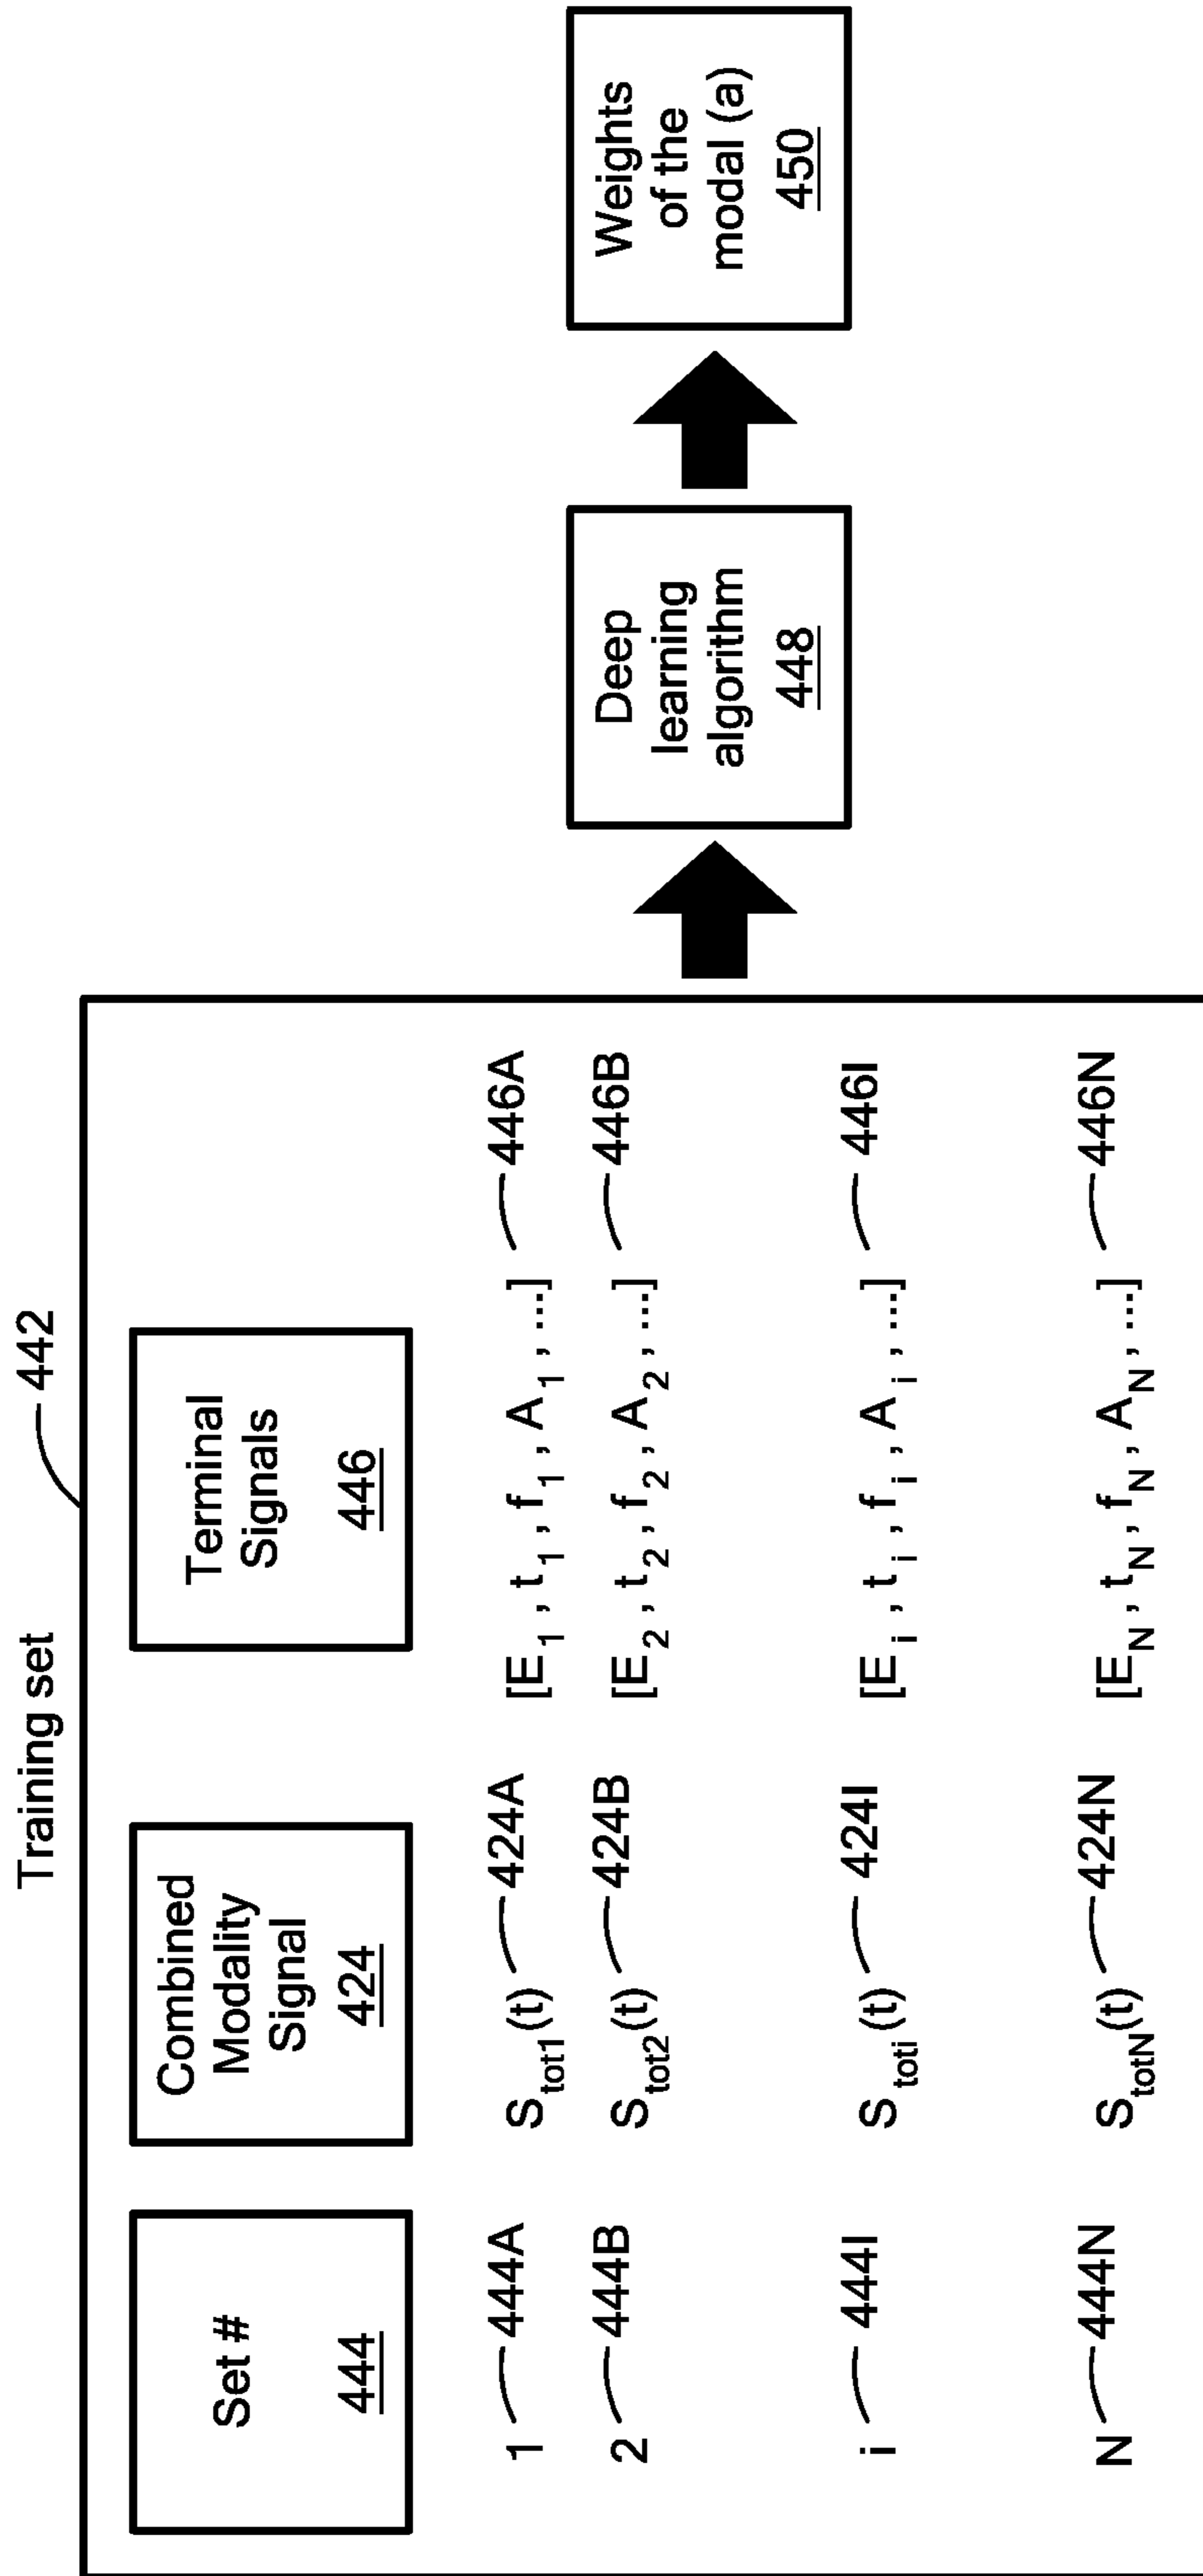 Training set
442
Set #
444
Combined
Modality
Signal
424
Terminal
Signals
446
1 444A S_tot1(t) 424A [E_1, t_1, f_1, A_1, ...] 446A
2 444B S_tot2(t) 424B [E_2, t_2, f_2, A_2, ...] 446B
i 444I S_toti(t) 424I [E_i, t_i, f_i, A_i, ...] 446I
N 444N S_totN(t) 424N [E_N, t_N, f_N, A_N, ...] 446N
Deep
learning
algorithm
448
Weights
of the
modal (a)
450